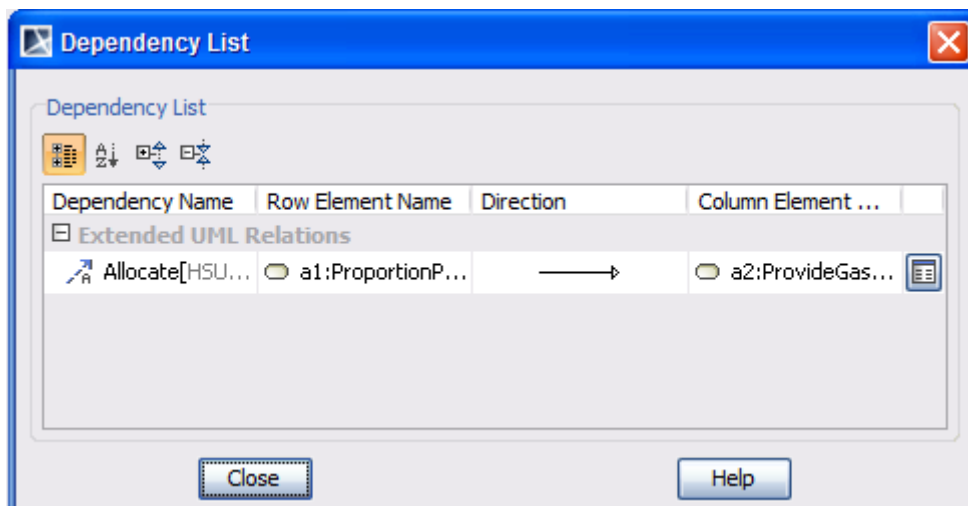 Dependency List
Dependency List
Dependency Name Row Element Name Direction Column Element ...
Extended UML Relations
Allocate[HSU... a1:ProportionP... a2:ProvideGas...
Close Help